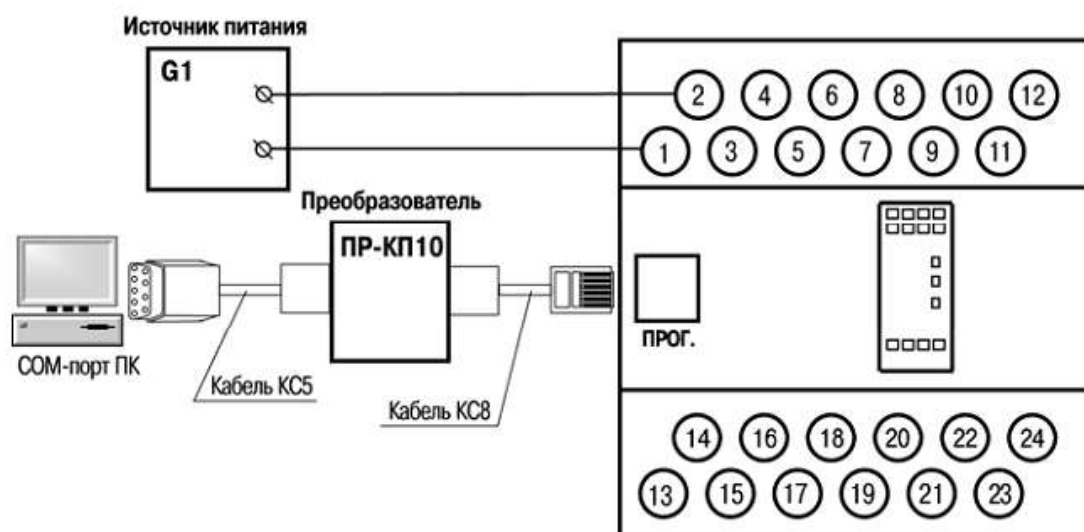 Источник питания
G1
2 4 6 8 10 12
1 3 5 7 9 11
Преобразователь
ПР-КП10
ПРОГ.
COM-порт ПК
Кабель КС5
Кабель КС8
14 16 18 20 22 24
13 15 17 19 21 23